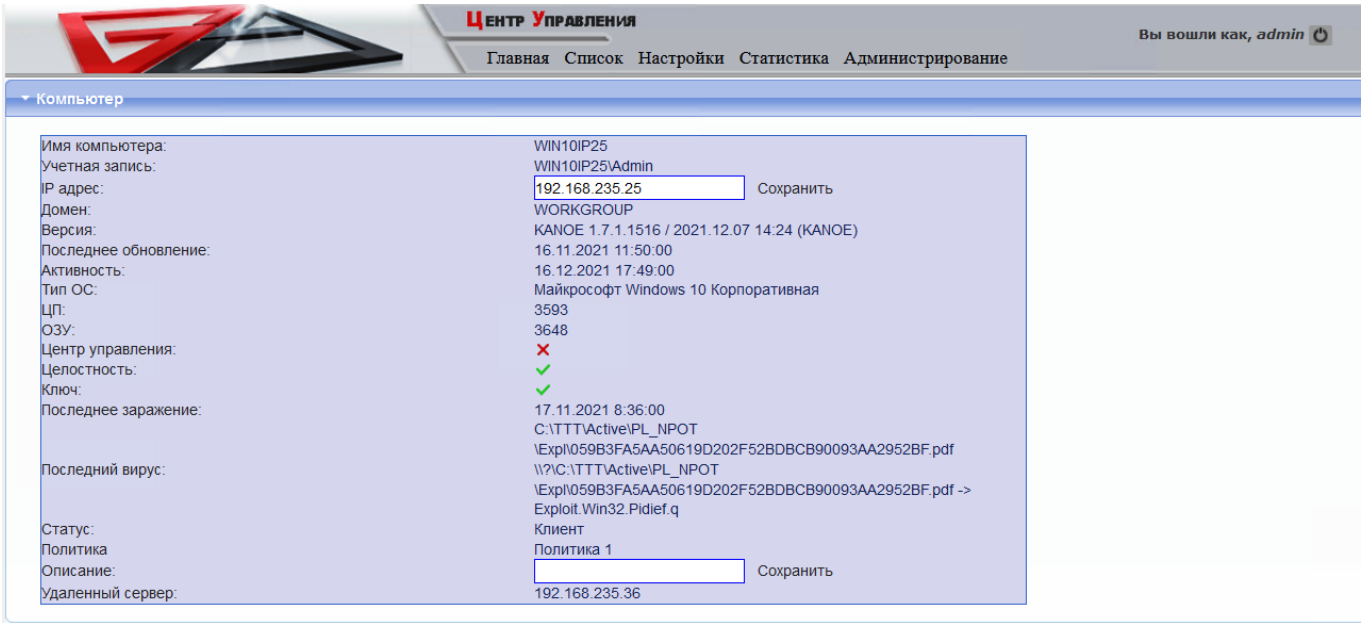 Центр Управления
Вы вошли как, admin
Главная Список Настройки Статистика Администрирование
Компьютер
Имя компьютера: WIN10IP25
Учетная запись: WIN10IP25\Admin
IP адрес: 192.168.235.25 Сохранить
Домен: WORKGROUP
Версия: KANOE 1.7.1.1516 / 2021.12.07 14:24 (KANOE)
Последнее обновление: 16.11.2021 11:50:00
Активность: 16.12.2021 17:49:00
Тип ОС: Майкрософт Windows 10 Корпоративная
ЦП: 3593
ОЗУ: 3648
Центр управления:
Целостность:
Ключ:
Последнее заражение: 17.11.2021 8:36:00
C:\TTT\Active\PL_NPOT
\Expl\059B3FA5AA50619D202F52BDBCB90093AA2952BF.pdf
Последний вирус: \\?\C:\TTT\Active\PL_NPOT
\Expl\059B3FA5AA50619D202F52BDBCB90093AA2952BF.pdf ->
Exploit.Win32.Pidief.q
Статус: Клиент
Политика Политика 1
Описание: Сохранить
Удаленный сервер: 192.168.235.36